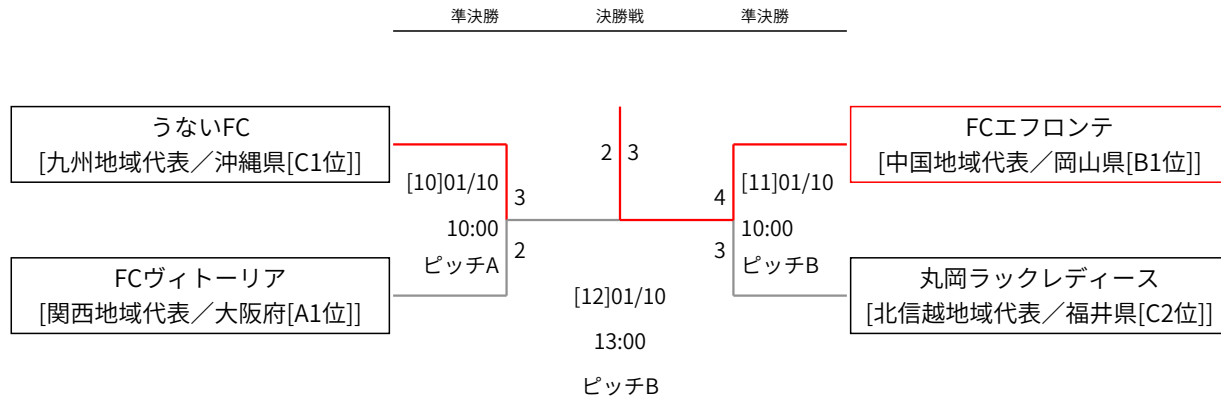 準決勝 決勝戦 準決勝
うないFC
[九州地域代表／沖縄県[C1位]]
FCエフロンテ
[中国地域代表／岡山県[B1位]]
2 3
[10]01/10
3
10:00
2
ピッチA
4
[11]01/10
10:00
3
ピッチB
FCヴィトーリア
[関西地域代表／大阪府[A1位]]
丸岡ラックレディース
[北信越地域代表／福井県[C2位]]
[12]01/10
13:00
ピッチB